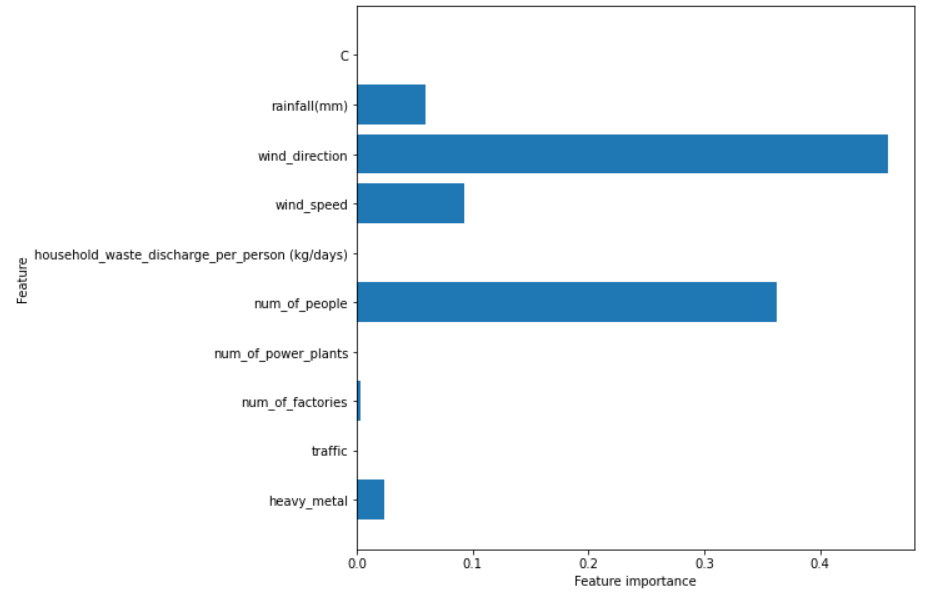 C
rainfall(mm)
wind_direction
wind_speed
household_waste_discharge_per_person (kg/days)
Feature
num_of_people
num_of_power_plants
num_of_factories
traffic
heavy_metal
0.0 0.1 0.2 0.3 0.4
Feature importance